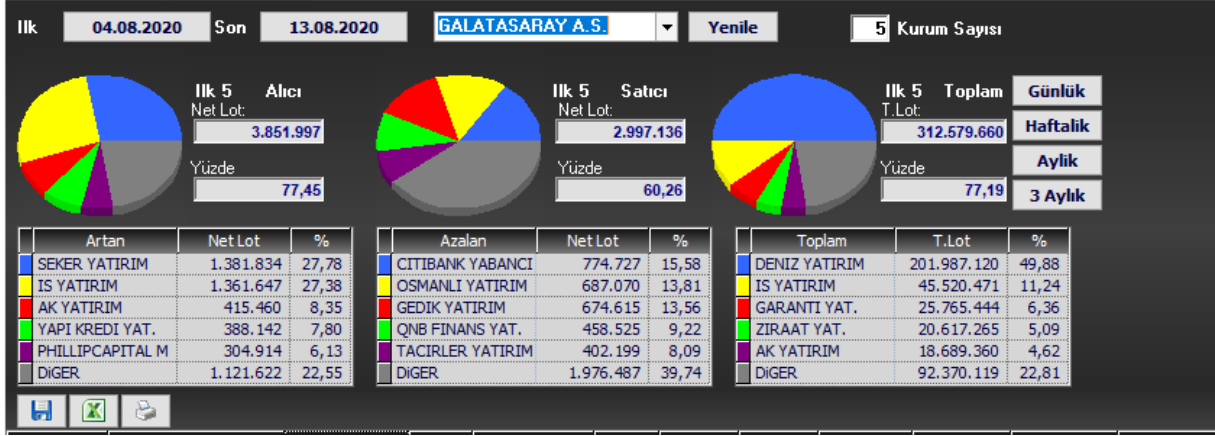 Ilk 04.08.2020 Son 13.08.2020 GALATASARAY A.S. Yenile 5 Kurum Sayısı
Ilk 5 Alıcı
Net Lot:
3.851.997
Yüzde
77,45
Ilk 5 Satıcı
Net Lot:
2.997.136
Yüzde
60,26
Ilk 5 Toplam
T.Lot:
312.579.660
Yüzde
77,19
Günlük
Haftalik
Aylik
3 Aylık
Artan Net Lot %
SEKER YATIRIM 1.381.834 27,78
IS YATIRIM 1.361.647 27,38
AK YATIRIM 415.460 8,35
YAPI KREDI YAT. 388.142 7,80
PHILLIPCAPITAL M 304.914 6,13
DiGER 1.121.622 22,55
Azalan Net Lot %
CITIBANK YABANCI 774.727 15,58
OSMANLI YATIRIM 687.070 13,81
GEDIK YATIRIM 674.615 13,56
QNB FINANS YAT. 458.525 9,22
TACIRLER YATIRIM 402.199 8,09
DiGER 1.976.487 39,74
Toplam T.Lot %
DENIZ YATIRIM 201.987.120 49,88
IS YATIRIM 45.520.471 11,24
GARANTI YAT. 25.765.444 6,36
ZIRAAT YAT. 20.617.265 5,09
AK YATIRIM 18.689.360 4,62
DiGER 92.370.119 22,81